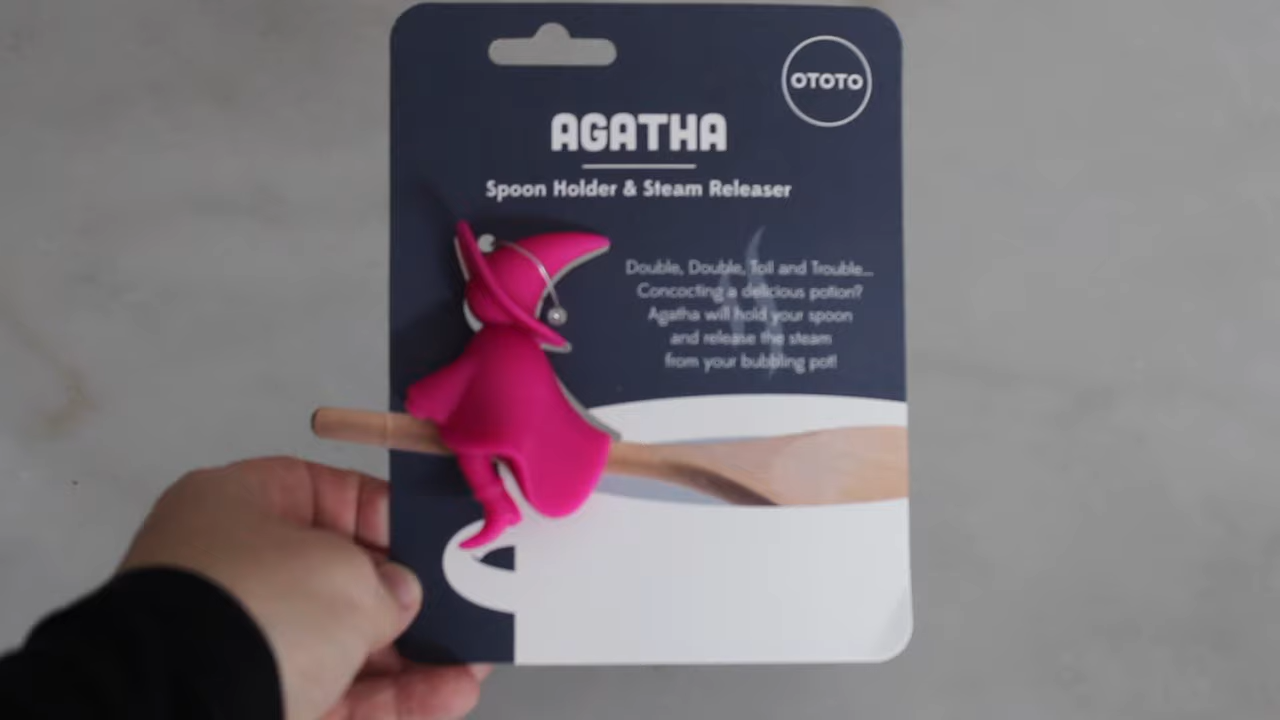 OTOTO
AGATHA
Spoon Holder & Steam Releaser
Double, Double, Toll and Trouble...
Concocting a delicious potion?
Agatha will hold your spoon
and release the steam
from your bubbling pot!